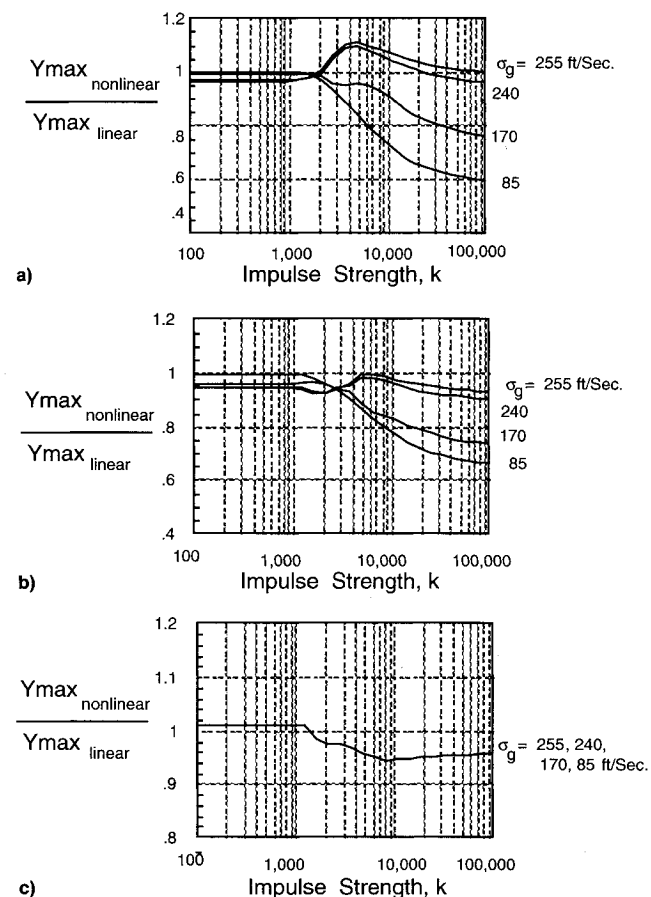 1.2
1
.8
.6
.4
Ymax nonlinear
Ymax linear
σg = 255 ft/Sec.
240
170
85
100 1,000 10,000 100,000
Impulse Strength, k
a)
1.2
1
.8
.6
.4
Ymax nonlinear
Ymax linear
σg = 255 ft/Sec.
240
170
85
100 1,000 10,000 100,000
Impulse Strength, k
b)
1.2
1.1
1
.9
.8
Ymax nonlinear
Ymax linear
σg = 255, 240,
170, 85 ft/Sec.
100 1,000 10,000 100,000
Impulse Strength, k
c)